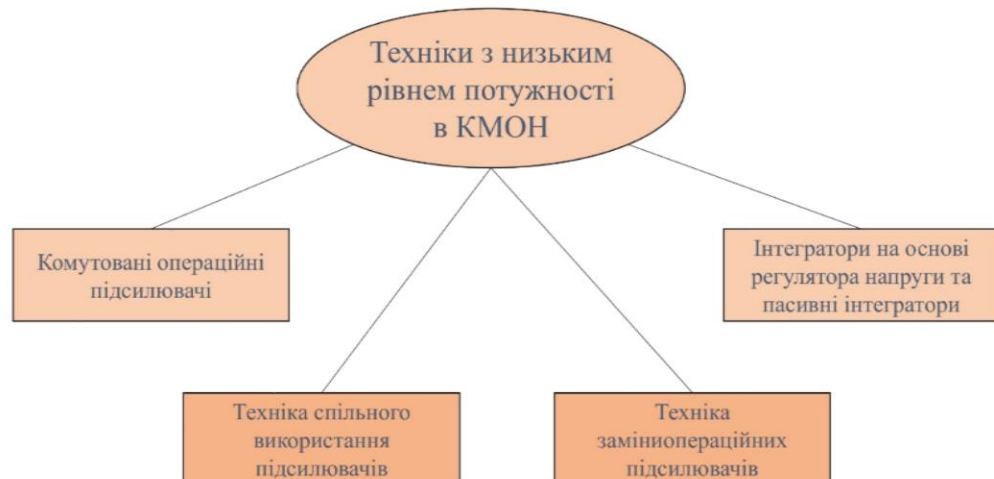 Техніки з низьким
рівнем потужності
в КМОН
Комутовані операційні
підсилювачі
Інтегратори на основі
регулятора напруги та
пасивні інтегратори
Техніка спільного
використання
підсилювачів
Техніка
заміниопераційних
підсилювачів